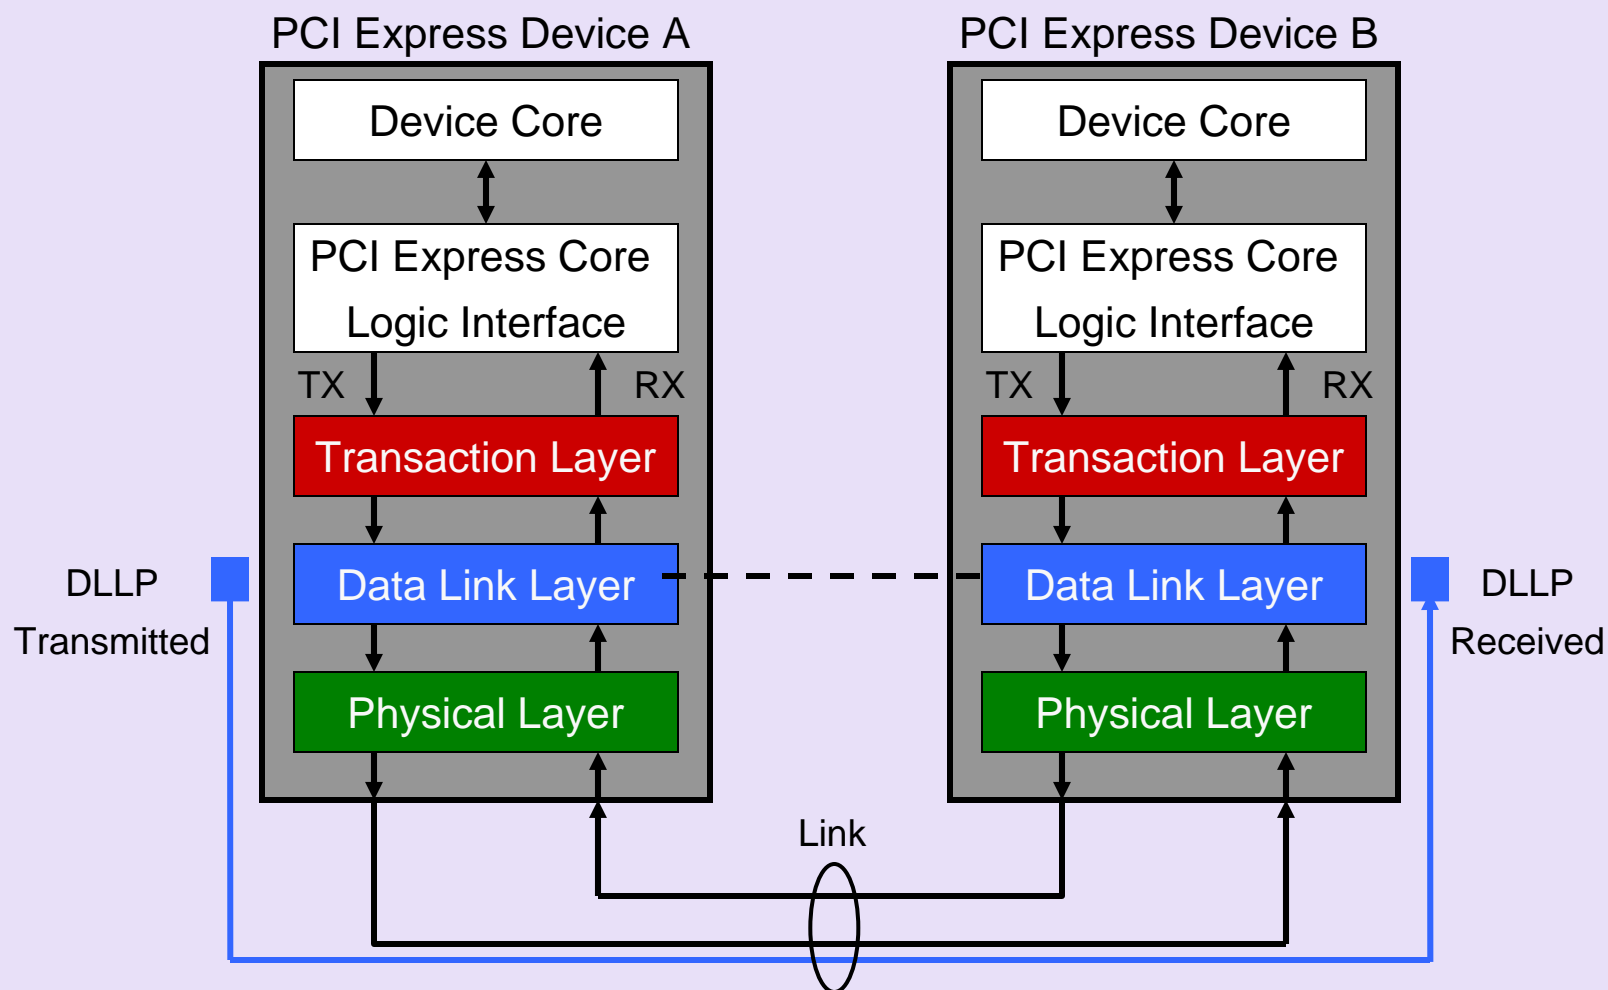 PCI Express Device A
Device Core
PCI Express Core
Logic Interface
TX
RX
Transaction Layer
Data Link Layer
Physical Layer
DLLP
Transmitted
PCI Express Device B
Device Core
PCI Express Core
Logic Interface
TX
RX
Transaction Layer
Data Link Layer
Physical Layer
DLLP
Received
Link